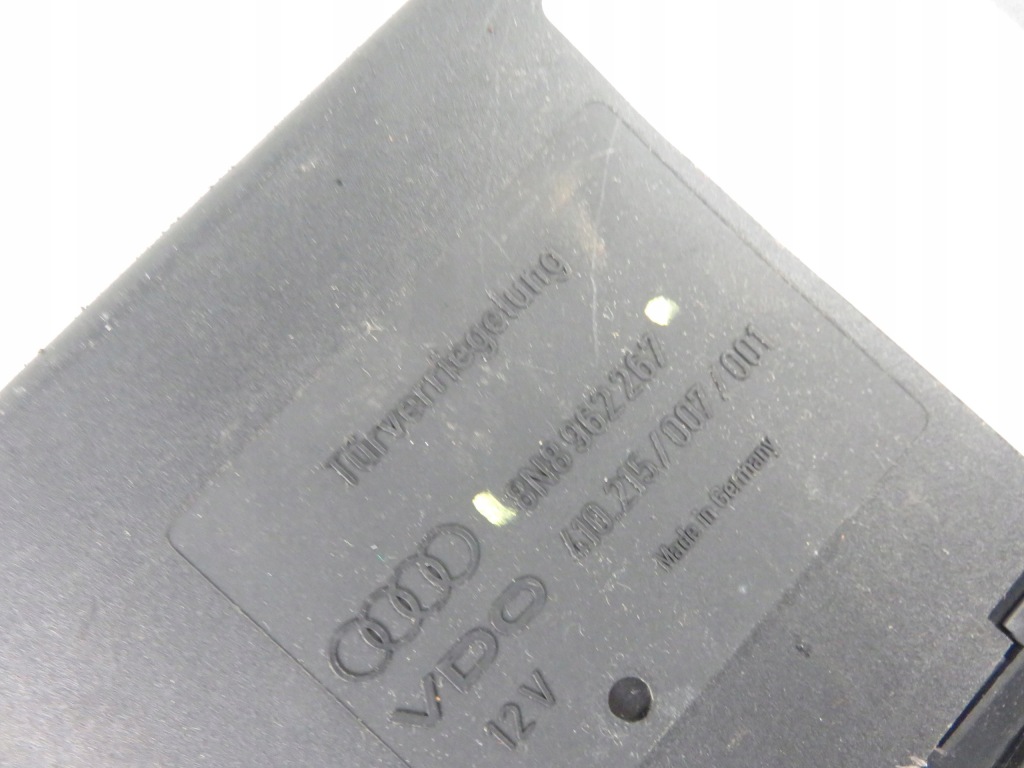 Türverriegelung
8N8 962 267
VDO 410.215/007/001
12 V Made in Germany